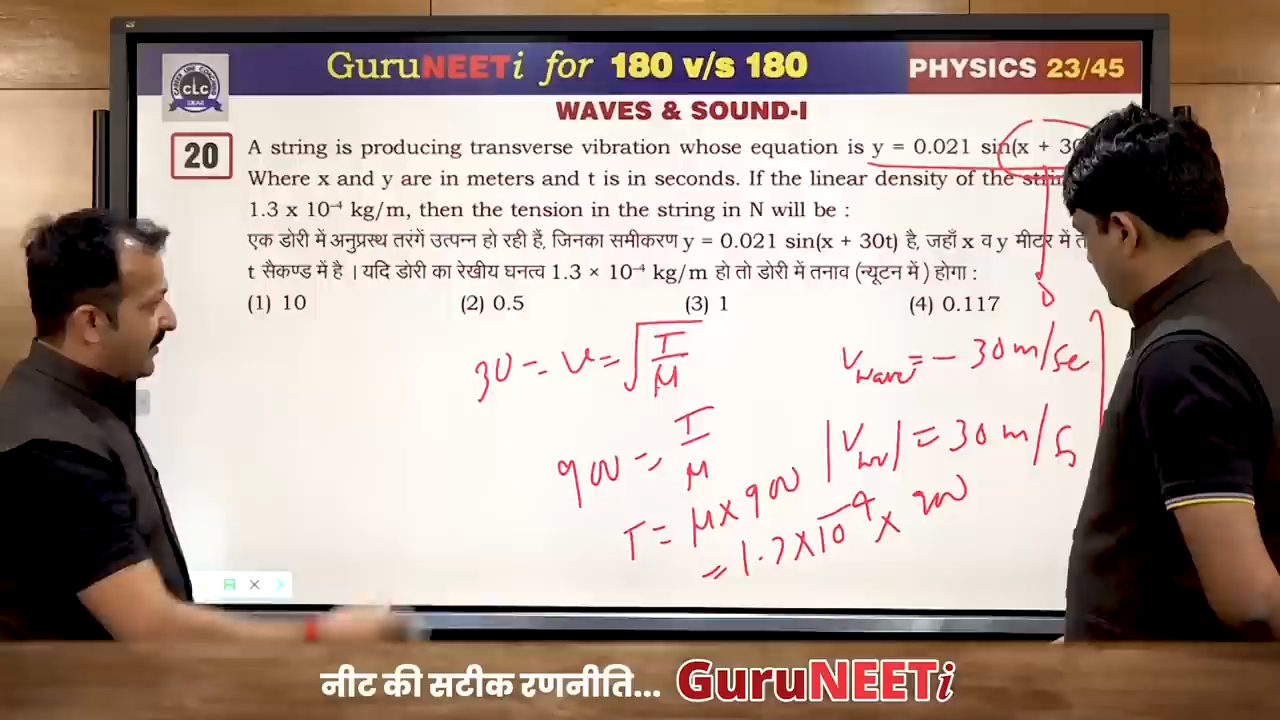 GuruNEETi for 180 v/s 180
PHYSICS 23/45
CLC
WAVES & SOUND-I
20
A string is producing transverse vibration whose equation is y = 0.021 sin(x + 30
Where x and y are in meters and t is in seconds. If the linear density of the
1.3 x 10⁻⁴ kg/m, then the tension in the string in N will be :
एक डोरी में अनुप्रस्थ तरंगे उत्पन्न हो रही हैं, जिनका समीकरण y = 0.021 sin(x + 30t) है, जहाँ x व y मीटर में
t सैकण्ड में है । यदि डोरी का रेखीय घनत्व 1.3 × 10⁻⁴ kg/m हो तो डोरी में तनाव (न्यूटन में) होगा :
(1) 10 (2) 0.5 (3) 1 (4) 0.117
30 = v = √T/μ
V wave = - 30 m/se
900 = T/μ
|V wv| = 30 m/s
T = μ x 900
= 1.3 x 10⁻⁴ x 900
नीट की सटीक रणनीति... GuruNEETi